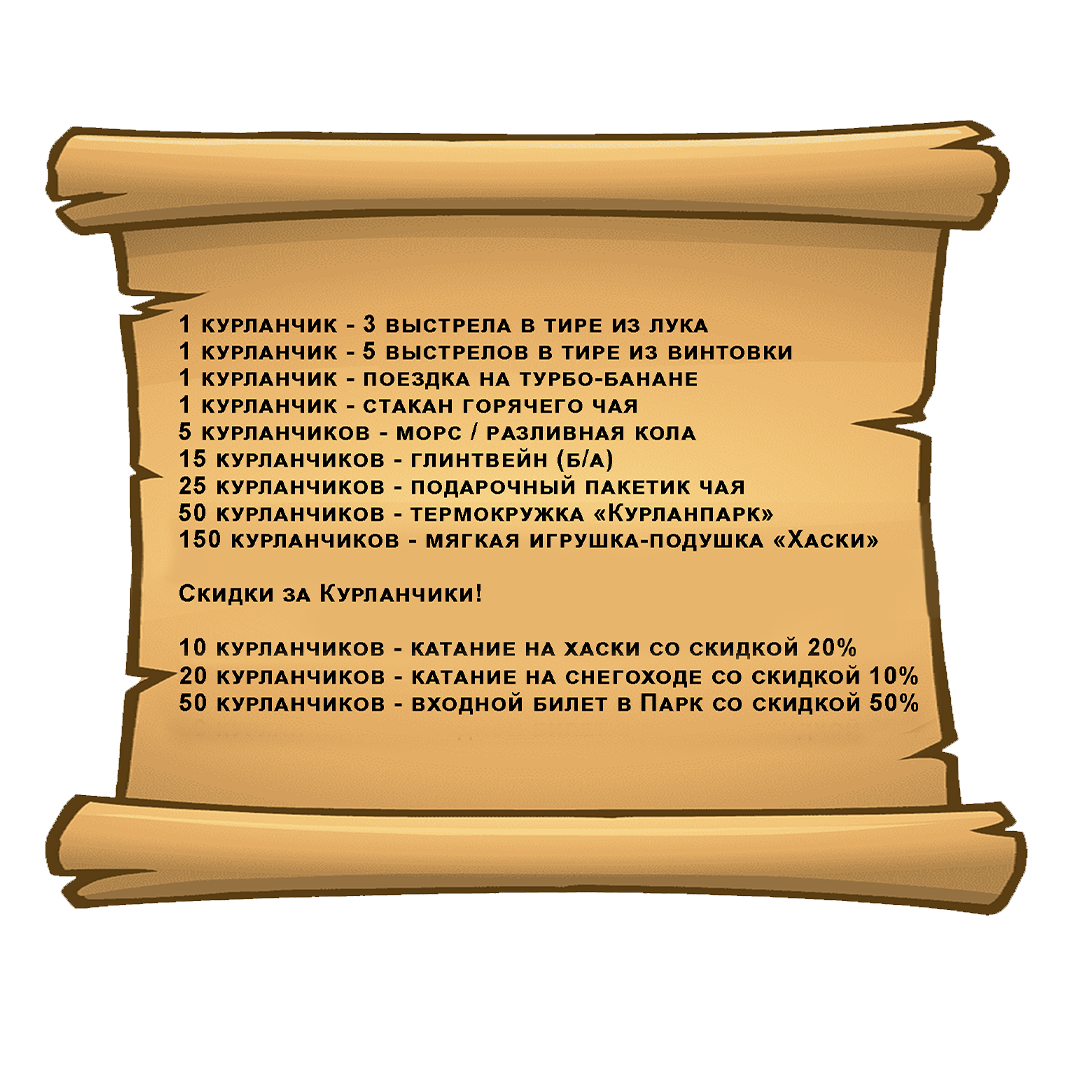 1 курланчик - 3 выстрела в тире из лука
1 курланчик - 5 выстрелов в тире из винтовки
1 курланчик - поездка на турбо-банане
1 курланчик - стакан горячего чая
5 курланчиков - морс / разливная кола
15 курланчиков - глинтвейн (б/а)
25 курланчиков - подарочный пакетик чая
50 курланчиков - термокружка «Курланпарк»
150 курланчиков - мягкая игрушка-подушка «Хаски»
Скидки за Курланчики!
10 курланчиков - катание на хаски со скидкой 20%
20 курланчиков - катание на снегоходе со скидкой 10%
50 курланчиков - входной билет в Парк со скидкой 50%